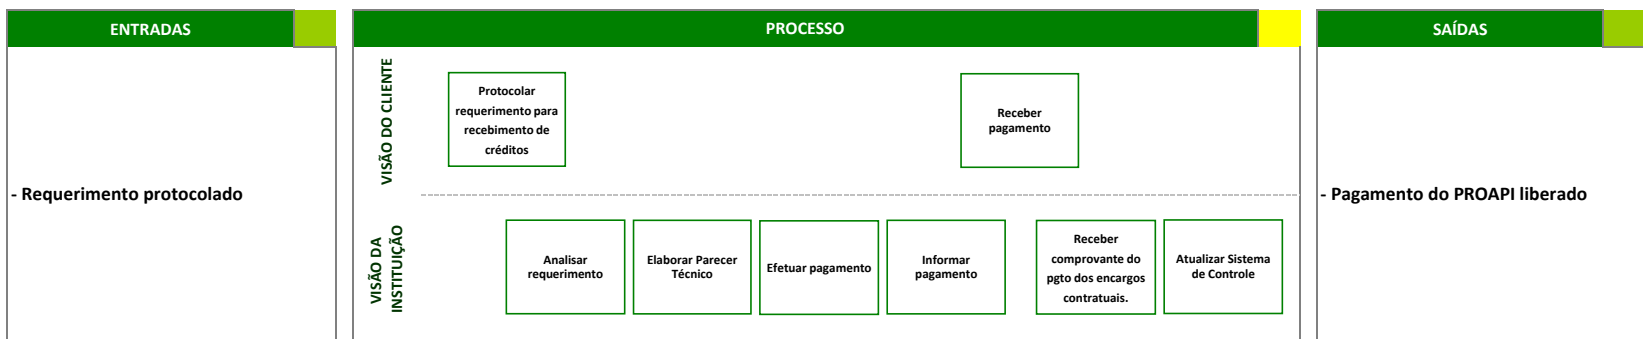 ENTRADAS
- Requerimento protocolado
PROCESSO
VISÃO DO CLIENTE
Protocolar
requerimento para
recebimento de
créditos
Receber
pagamento
VISÃO DA
INSTITUIÇÃO
Analisar
requerimento
Elaborar Parecer
Técnico
Efetuar pagamento
Informar
pagamento
Receber
comprovante do
pgto dos encargos
contratuais.
Atualizar Sistema
de Controle
SAÍDAS
- Pagamento do PROAPI liberado